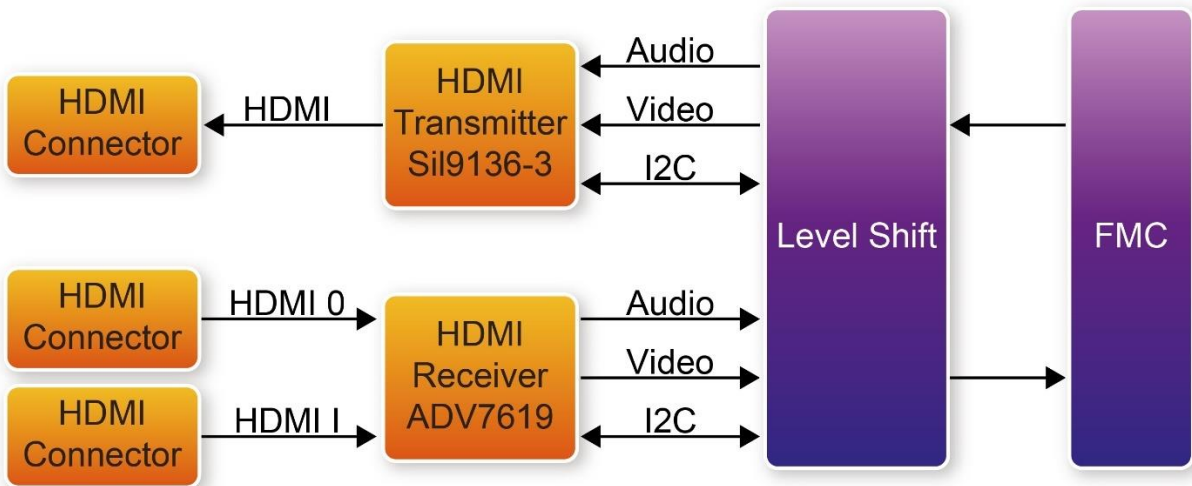 HDMI
Connector
HDMI
HDMI
Transmitter
Sil9136-3
Audio
Video
I2C
Level Shift
FMC
HDMI
Connector
HDMI 0
HDMI
Connector
HDMI I
HDMI
Receiver
ADV7619
Audio
Video
I2C